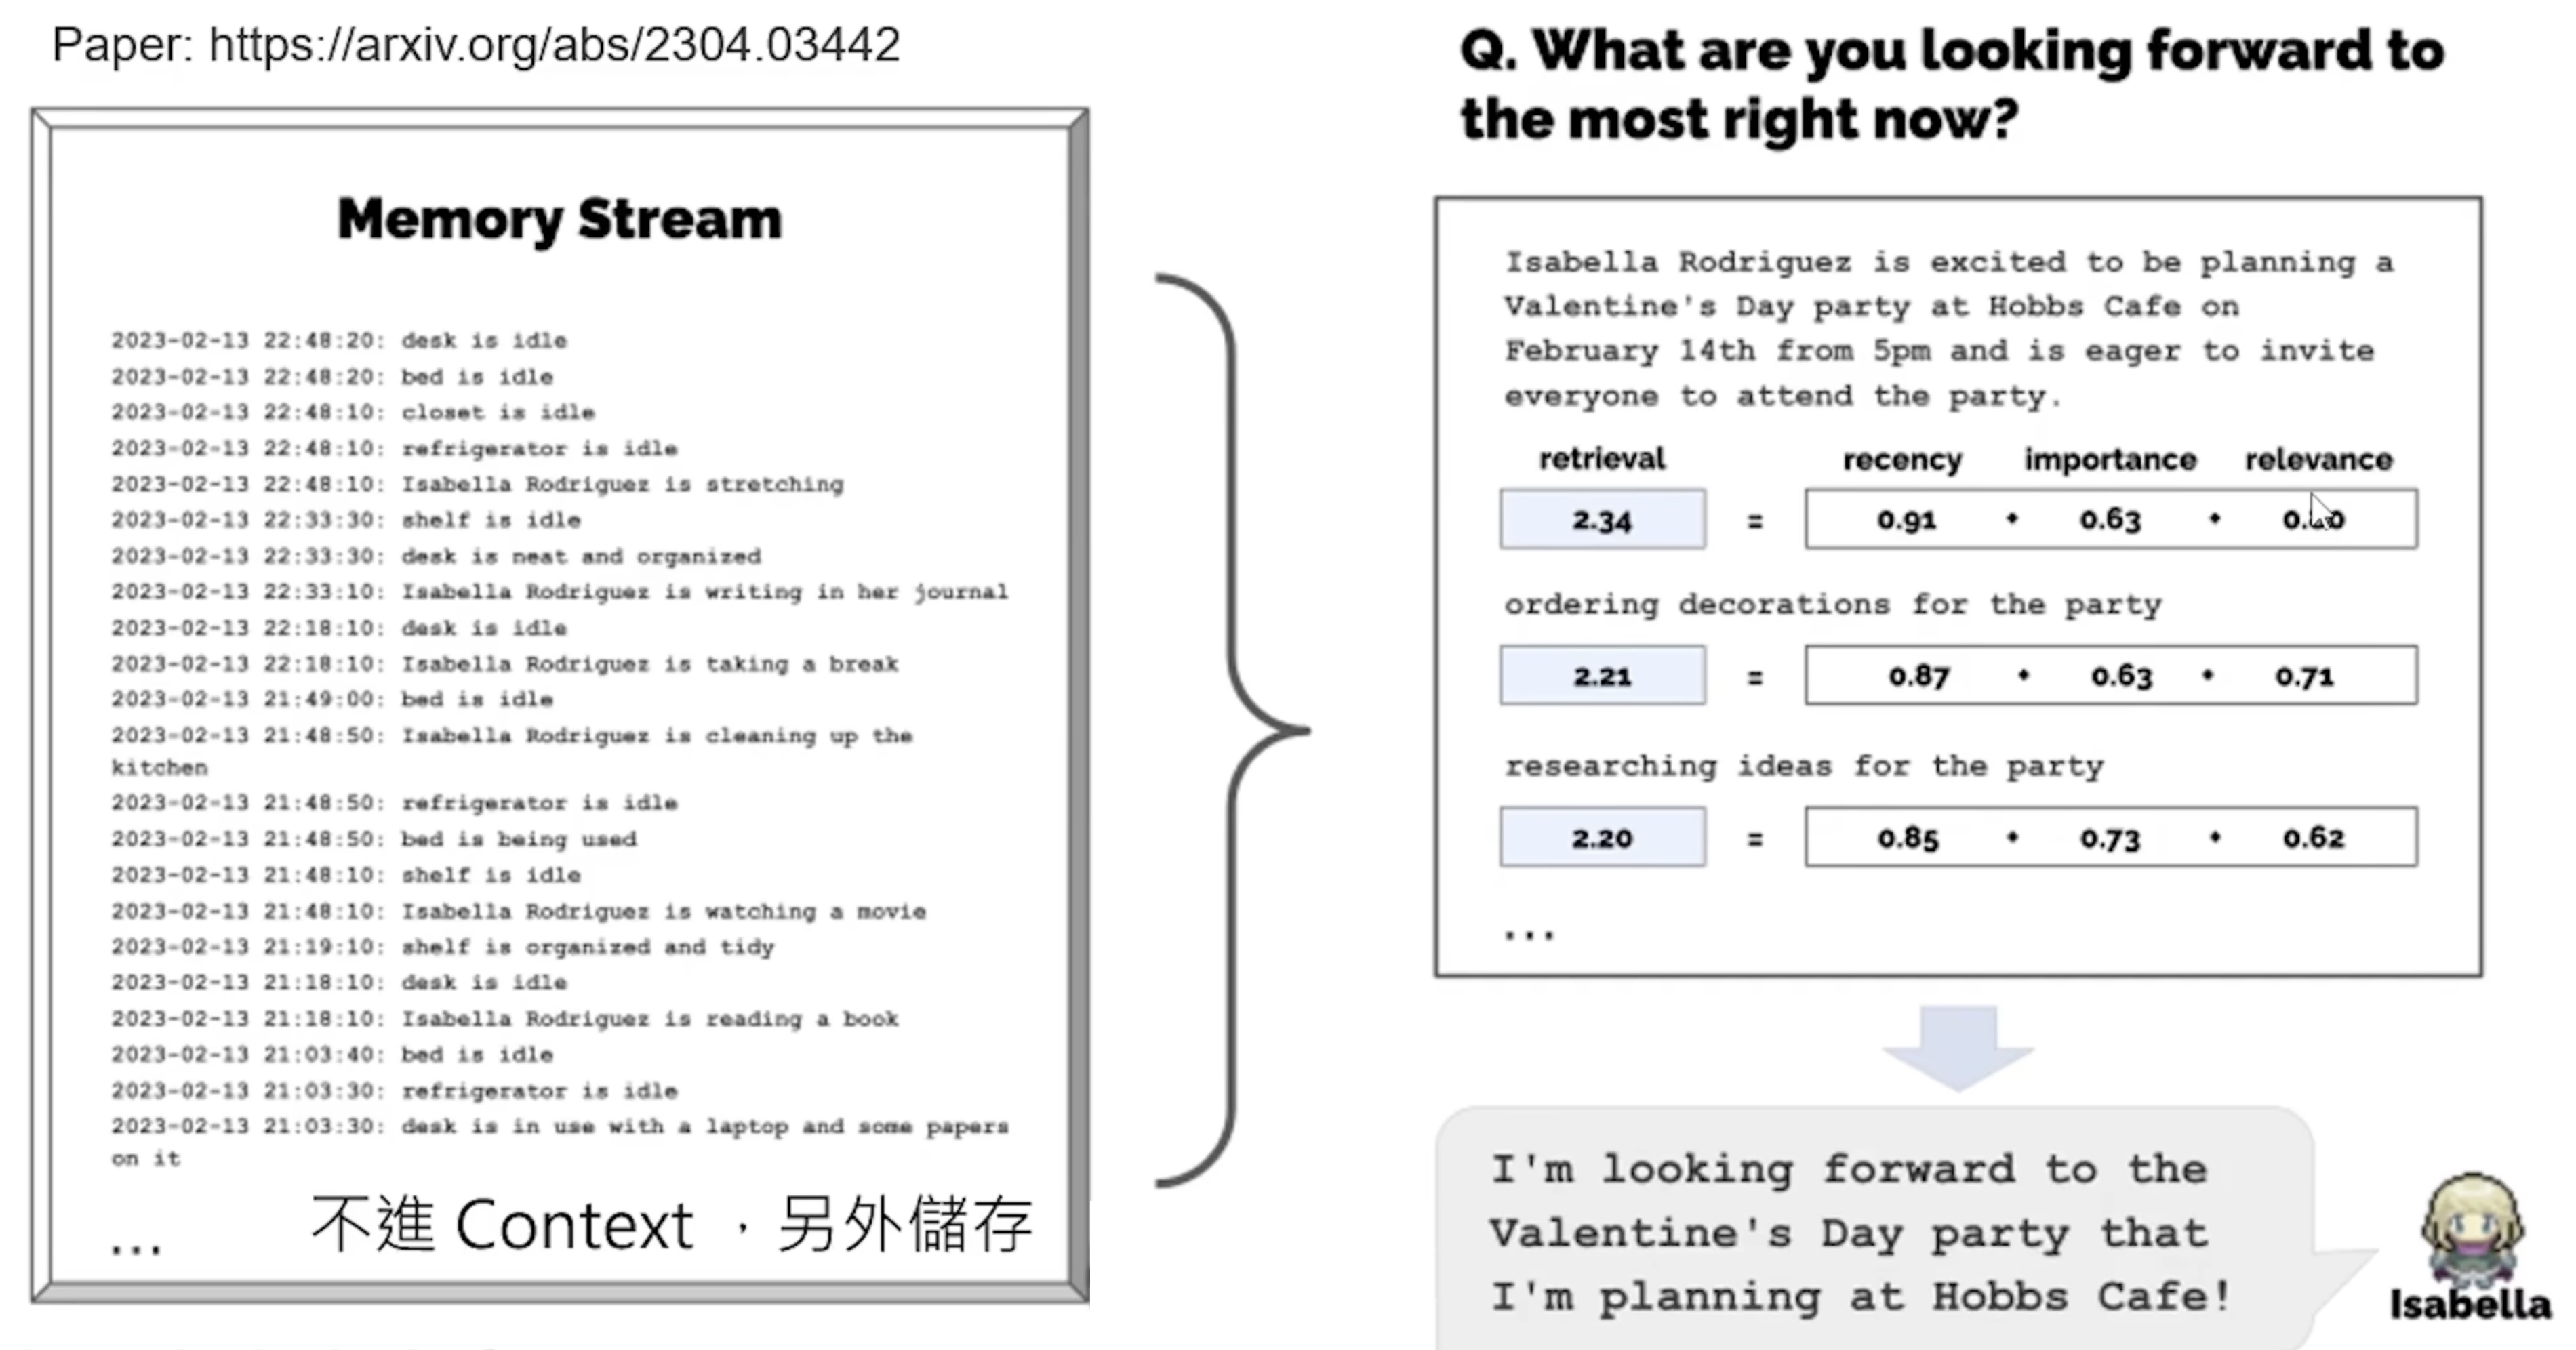 Paper: https://arxiv.org/abs/2304.03442
Memory Stream
2023-02-13 22:48:20: desk is idle
2023-02-13 22:48:20: bed is idle
2023-02-13 22:48:10: closet is idle
2023-02-13 22:48:10: refrigerator is idle
2023-02-13 22:48:10: Isabella Rodriguez is stretching
2023-02-13 22:33:30: shelf is idle
2023-02-13 22:33:30: desk is neat and organized
2023-02-13 22:33:10: Isabella Rodriguez is writing in her journal
2023-02-13 22:18:10: desk is idle
2023-02-13 22:18:10: Isabella Rodriguez is taking a break
2023-02-13 21:49:00: bed is idle
2023-02-13 21:48:50: Isabella Rodriguez is cleaning up the
kitchen
2023-02-13 21:48:50: refrigerator is idle
2023-02-13 21:48:50: bed is being used
2023-02-13 21:48:10: shelf is idle
2023-02-13 21:48:10: Isabella Rodriguez is watching a movie
2023-02-13 21:19:10: shelf is organized and tidy
2023-02-13 21:18:10: desk is idle
2023-02-13 21:18:10: Isabella Rodriguez is reading a book
2023-02-13 21:03:40: bed is idle
2023-02-13 21:03:30: refrigerator is idle
2023-02-13 21:03:30: desk is in use with a laptop and some papers
on it
...
不進 Context ，另外儲存
Q. What are you looking forward to
the most right now?
Isabella Rodriguez is excited to be planning a
Valentine's Day party at Hobbs Cafe on
February 14th from 5pm and is eager to invite
everyone to attend the party.
retrieval recency importance relevance
2.34 = 0.91 • 0.63 •
ordering decorations for the party
2.21 = 0.87 • 0.63 • 0.71
researching ideas for the party
2.20 = 0.85 • 0.73 • 0.62
...
I'm looking forward to the
Valentine's Day party that
I'm planning at Hobbs Cafe!
Isabella